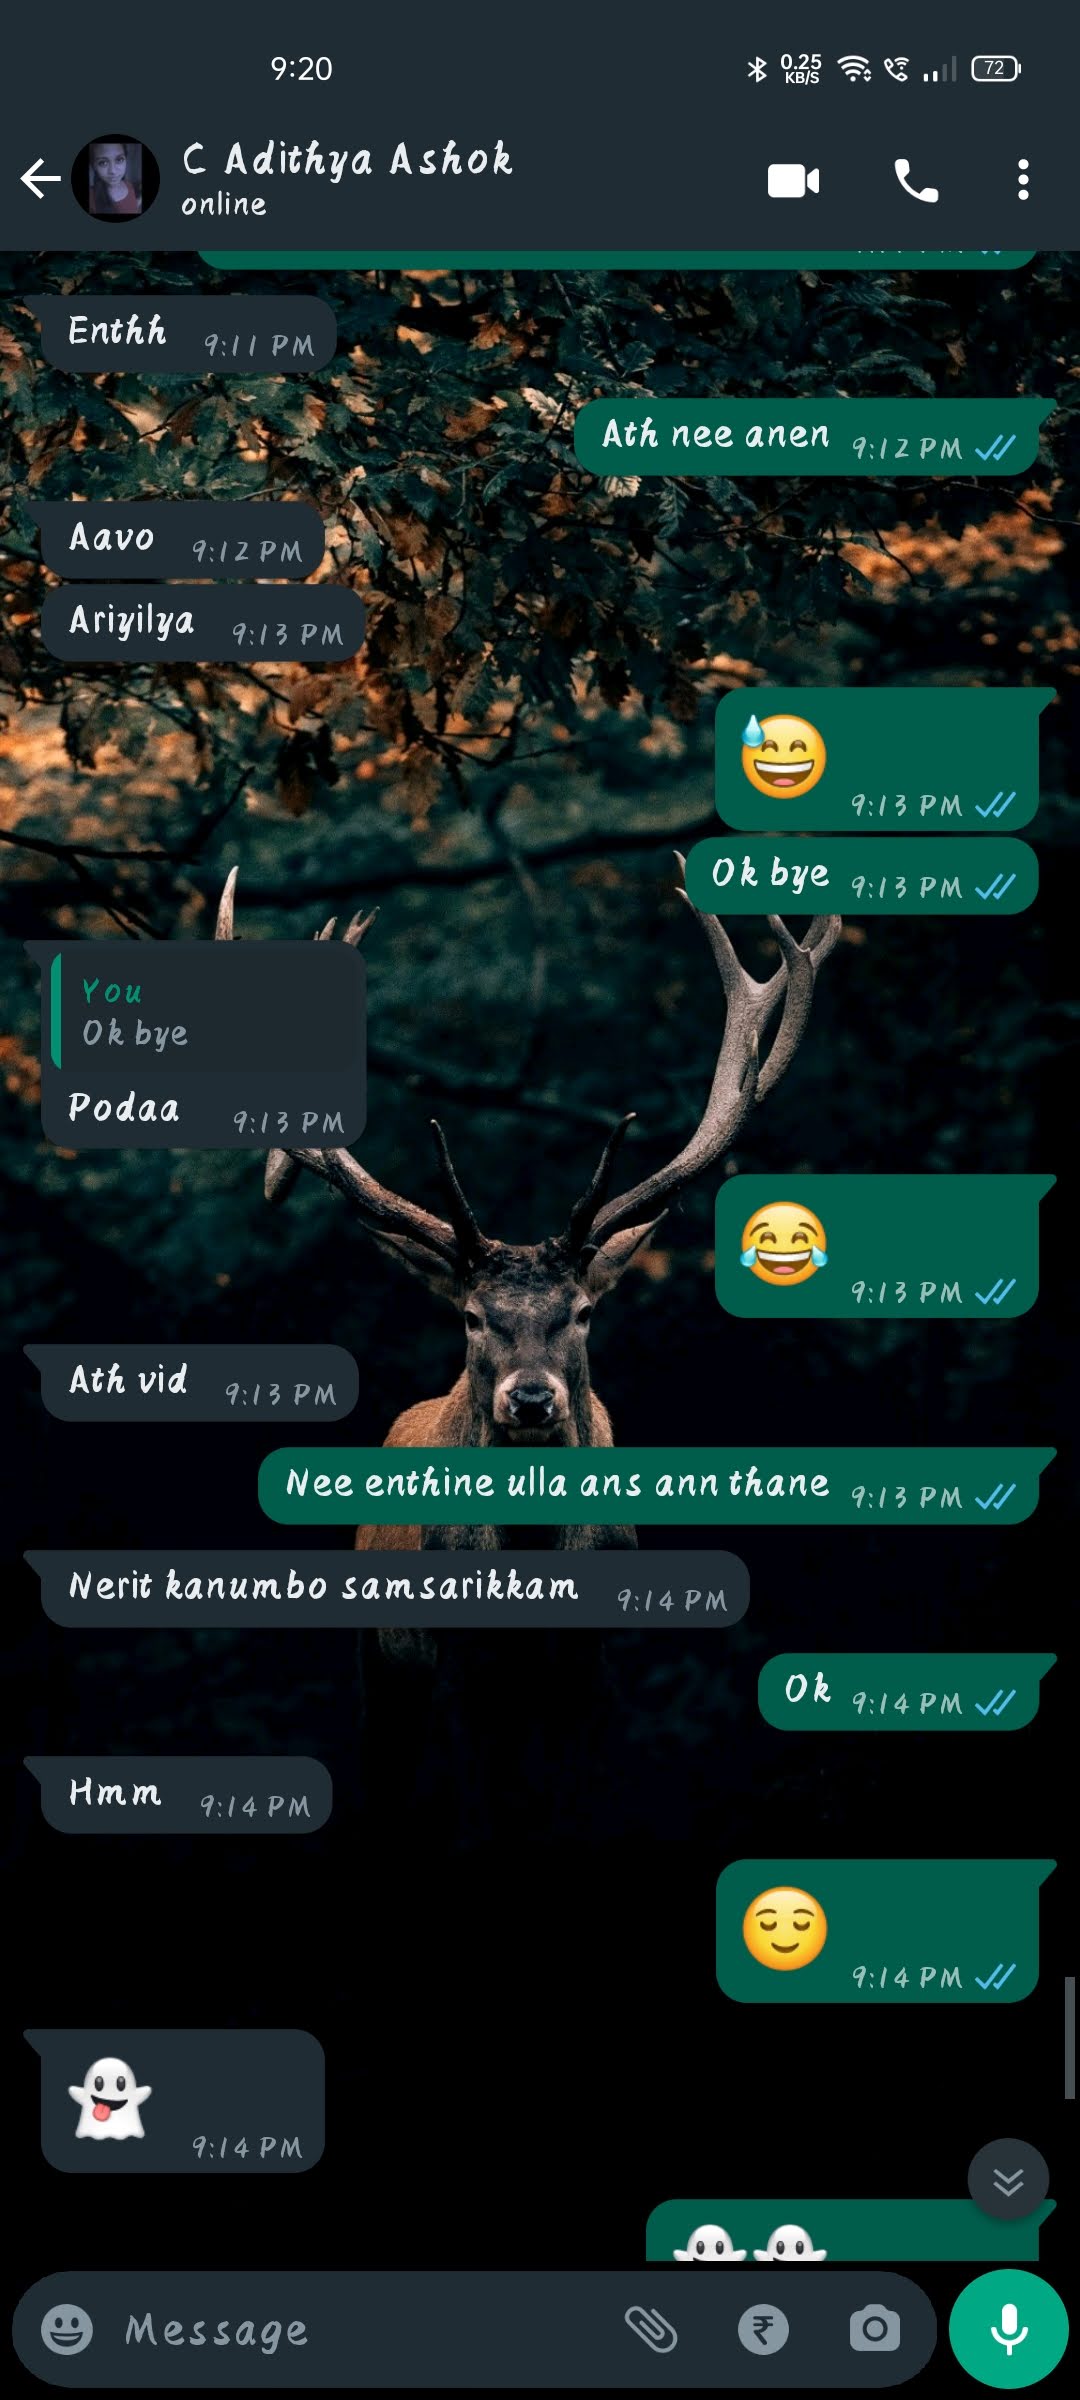 9:20
0.25
KB/S
72
C Adithya Ashok
online
Enthh 9:11 PM
Ath nee anen 9:12 PM
Aavo 9:12 PM
Ariyilya 9:13 PM
😅 9:13 PM
Ok bye 9:13 PM
You
Ok bye
Podaa 9:13 PM
😂 9:13 PM
Ath vid 9:13 PM
Nee enthine ulla ans ann thane 9:13 PM
Nerit kanumbo samsarikkam 9:14 PM
Ok 9:14 PM
Hmm 9:14 PM
😌 9:14 PM
👻 9:14 PM
👻👻
Message